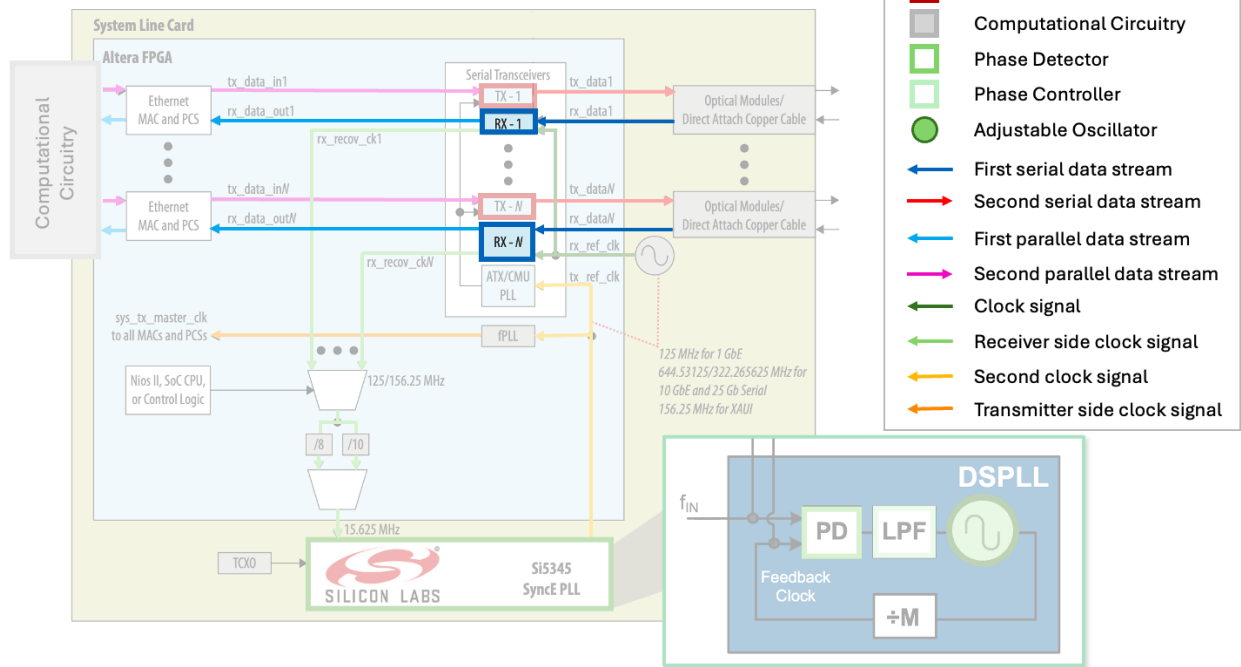 System Line Card
Altera FPGA
Computational
Circuitry
Ethernet
MAC and PCS
tx_data_in1
rx_data_out1
rx_recov_ck1
Serial Transceivers
TX - 1
RX - 1
tx_data1
rx_data1
Optical Modules/
Direct Attach Copper Cable
Ethernet
MAC and PCS
tx_data_inN
rx_data_outN
rx_recov_ckN
TX - N
RX - N
tx_dataN
rx_dataN
rx_ref_clk
tx_ref_clk
Optical Modules/
Direct Attach Copper Cable
ATX/CMU
PLL
sys_tx_master_clk
to all MACs and PCSs
fPLL
125 MHz for 1 GbE
644.53125/322.265625 MHz for
10 GbE and 25 Gb Serial
156.25 MHz for XAUI
Nios II, SoC CPU,
or Control Logic
125/156.25 MHz
/8
/10
15.625 MHz
TCXO
SILICON LABS
®
Si5345
SyncE PLL
Computational Circuitry
Phase Detector
Phase Controller
Adjustable Oscillator
First serial data stream
Second serial data stream
First parallel data stream
Second parallel data stream
Clock signal
Receiver side clock signal
Second clock signal
Transmitter side clock signal
DSPLL
fIN
PD
LPF
Feedback
Clock
÷M